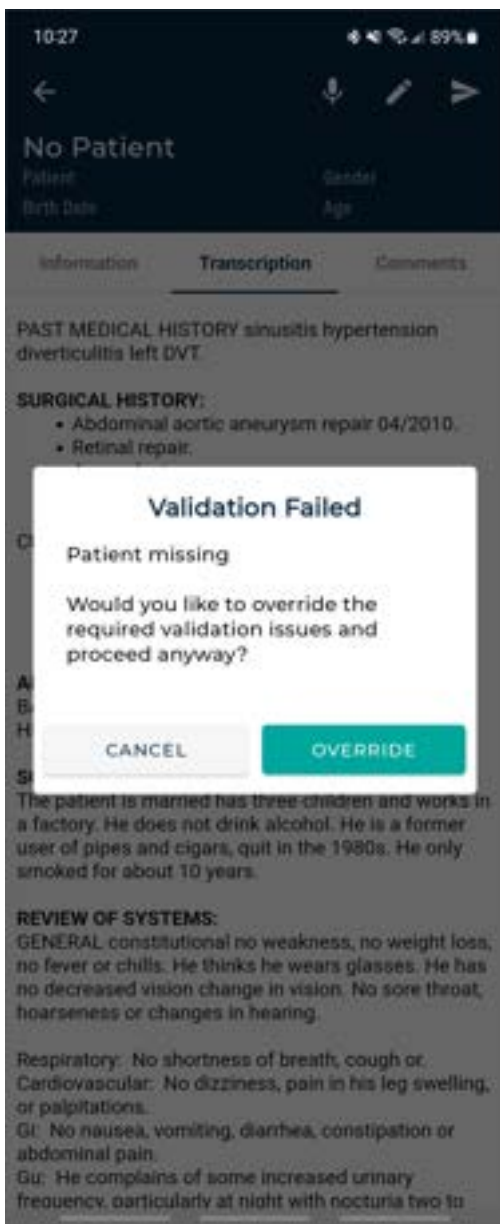 10:27
89%
No Patient
Patient
Gender
Birth Date
Age
Information
Transcription
Comments
PAST MEDICAL HISTORY sinusitis hypertension
diverticulitis left DVT.
SURGICAL HISTORY:
• Abdominal aortic aneurysm repair 04/2010.
• Retinal repair.
Validation Failed
Patient missing
Would you like to override the
required validation issues and
proceed anyway?
CANCEL
OVERRIDE
The patient is married has three children and works in
a factory. He does not drink alcohol. He is a former
user of pipes and cigars, quit in the 1980s. He only
smoked for about 10 years.
REVIEW OF SYSTEMS:
GENERAL constitutional no weakness, no weight loss,
no fever or chills. He thinks he wears glasses. He has
no decreased vision change in vision. No sore throat,
hoarseness or changes in hearing.
Respiratory: No shortness of breath, cough or.
Cardiovascular: No dizziness, pain in his leg swelling,
or palpitations.
Gi: No nausea, vomiting, diarrhea, constipation or
abdominal pain.
Gu: He complains of some increased urinary
frequency, particularly at night with nocturia two to